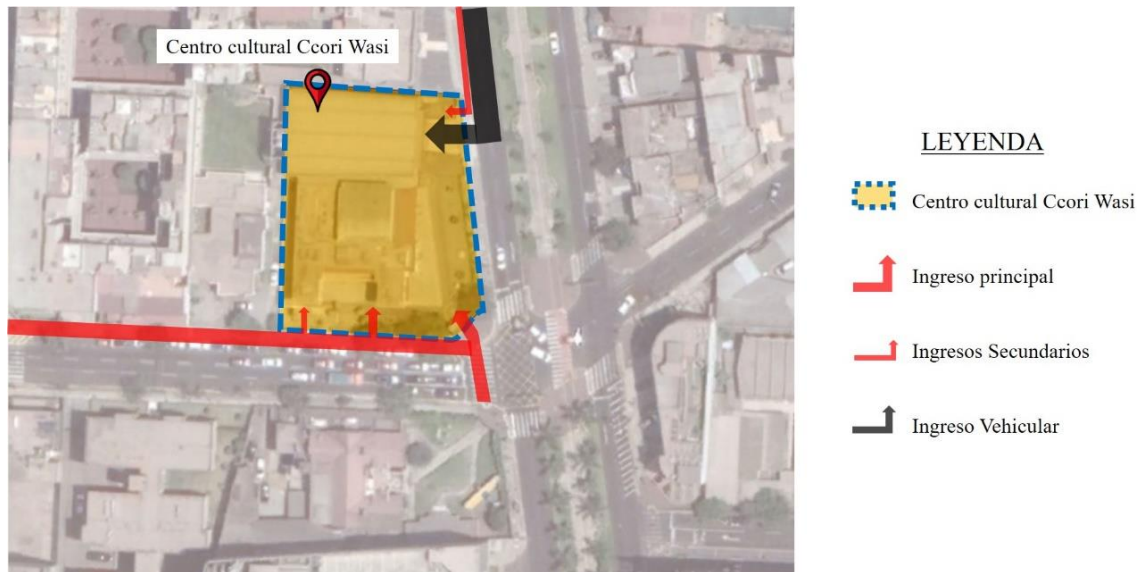 Centro cultural Ccori Wasi
LEYENDA
Centro cultural Ccori Wasi
Ingreso principal
Ingresos Secundarios
Ingreso Vehicular